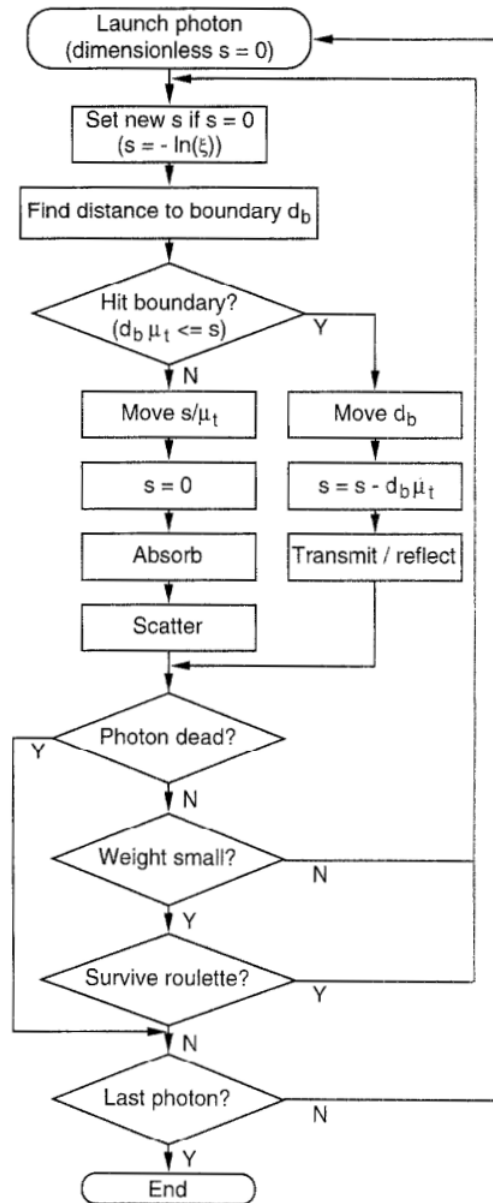 Launch photon
(dimensionless s = 0)
Set new s if s = 0
(s = - ln(ξ))
Find distance to boundary d_b
Hit boundary?
(d_b μ_t <= s)
Y
N
Move s/μ_t
Move d_b
s = 0
s = s - d_b μ_t
Absorb
Transmit / reflect
Scatter
Photon dead?
Y
N
Weight small?
N
Y
Survive roulette?
Y
N
Last photon?
N
Y
End